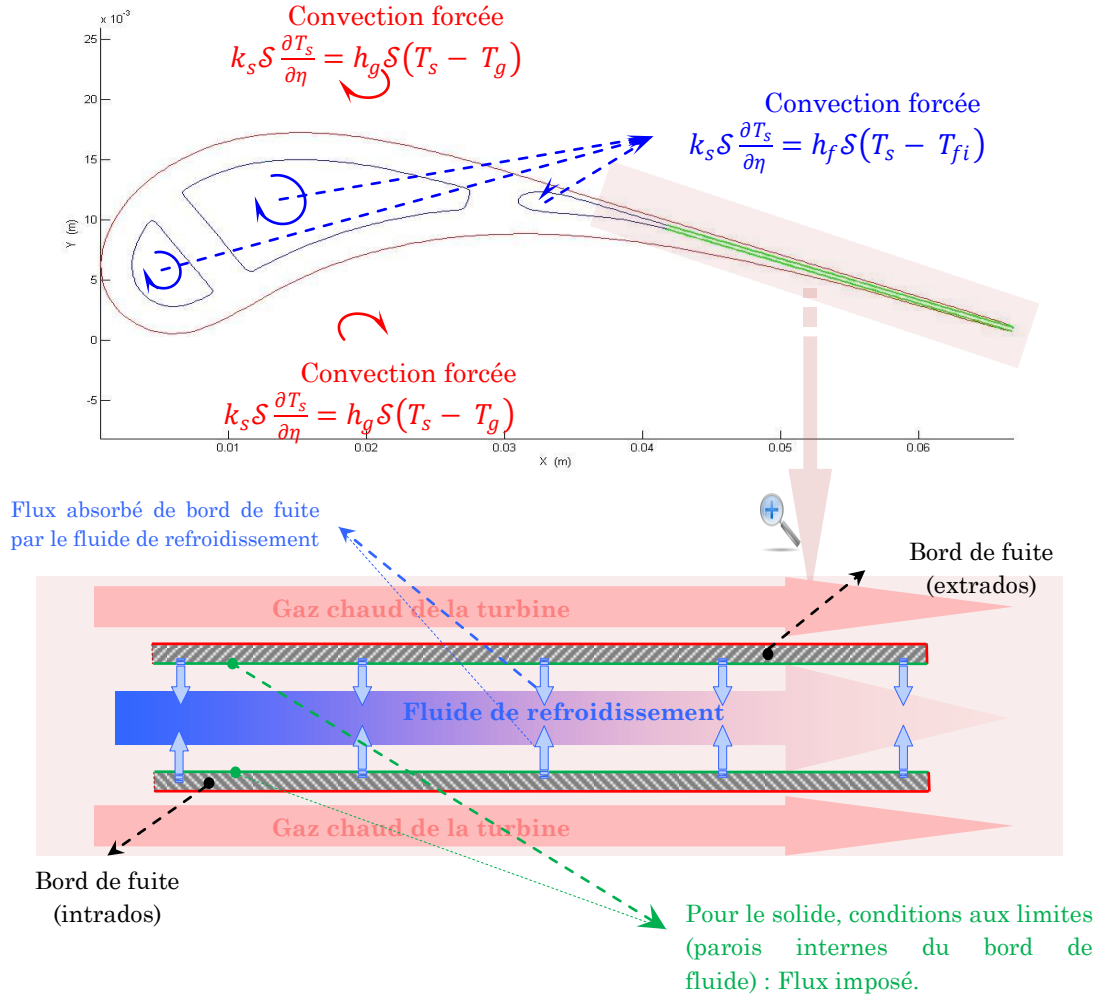 Convection forcée
k_s S ∂T_s/∂η = h_g S(T_s − T_g)
Convection forcée
k_s S ∂T_s/∂η = h_f S(T_s − T_fi)
Convection forcée
k_s S ∂T_s/∂η = h_g S(T_s − T_g)
x 10⁻³
25
20
15
10
5
0
-5
Y (m)
0.01
0.02
0.03
0.04
0.05
0.06
X (m)
Flux absorbé de bord de fuite
par le fluide de refroidissement
Bord de fuite
(extrados)
Gaz chaud de la turbine
Fluide de refroidissement
Gaz chaud de la turbine
Bord de fuite
(intrados)
Pour le solide, conditions aux limites
(parois internes du bord de
fluide) : Flux imposé.